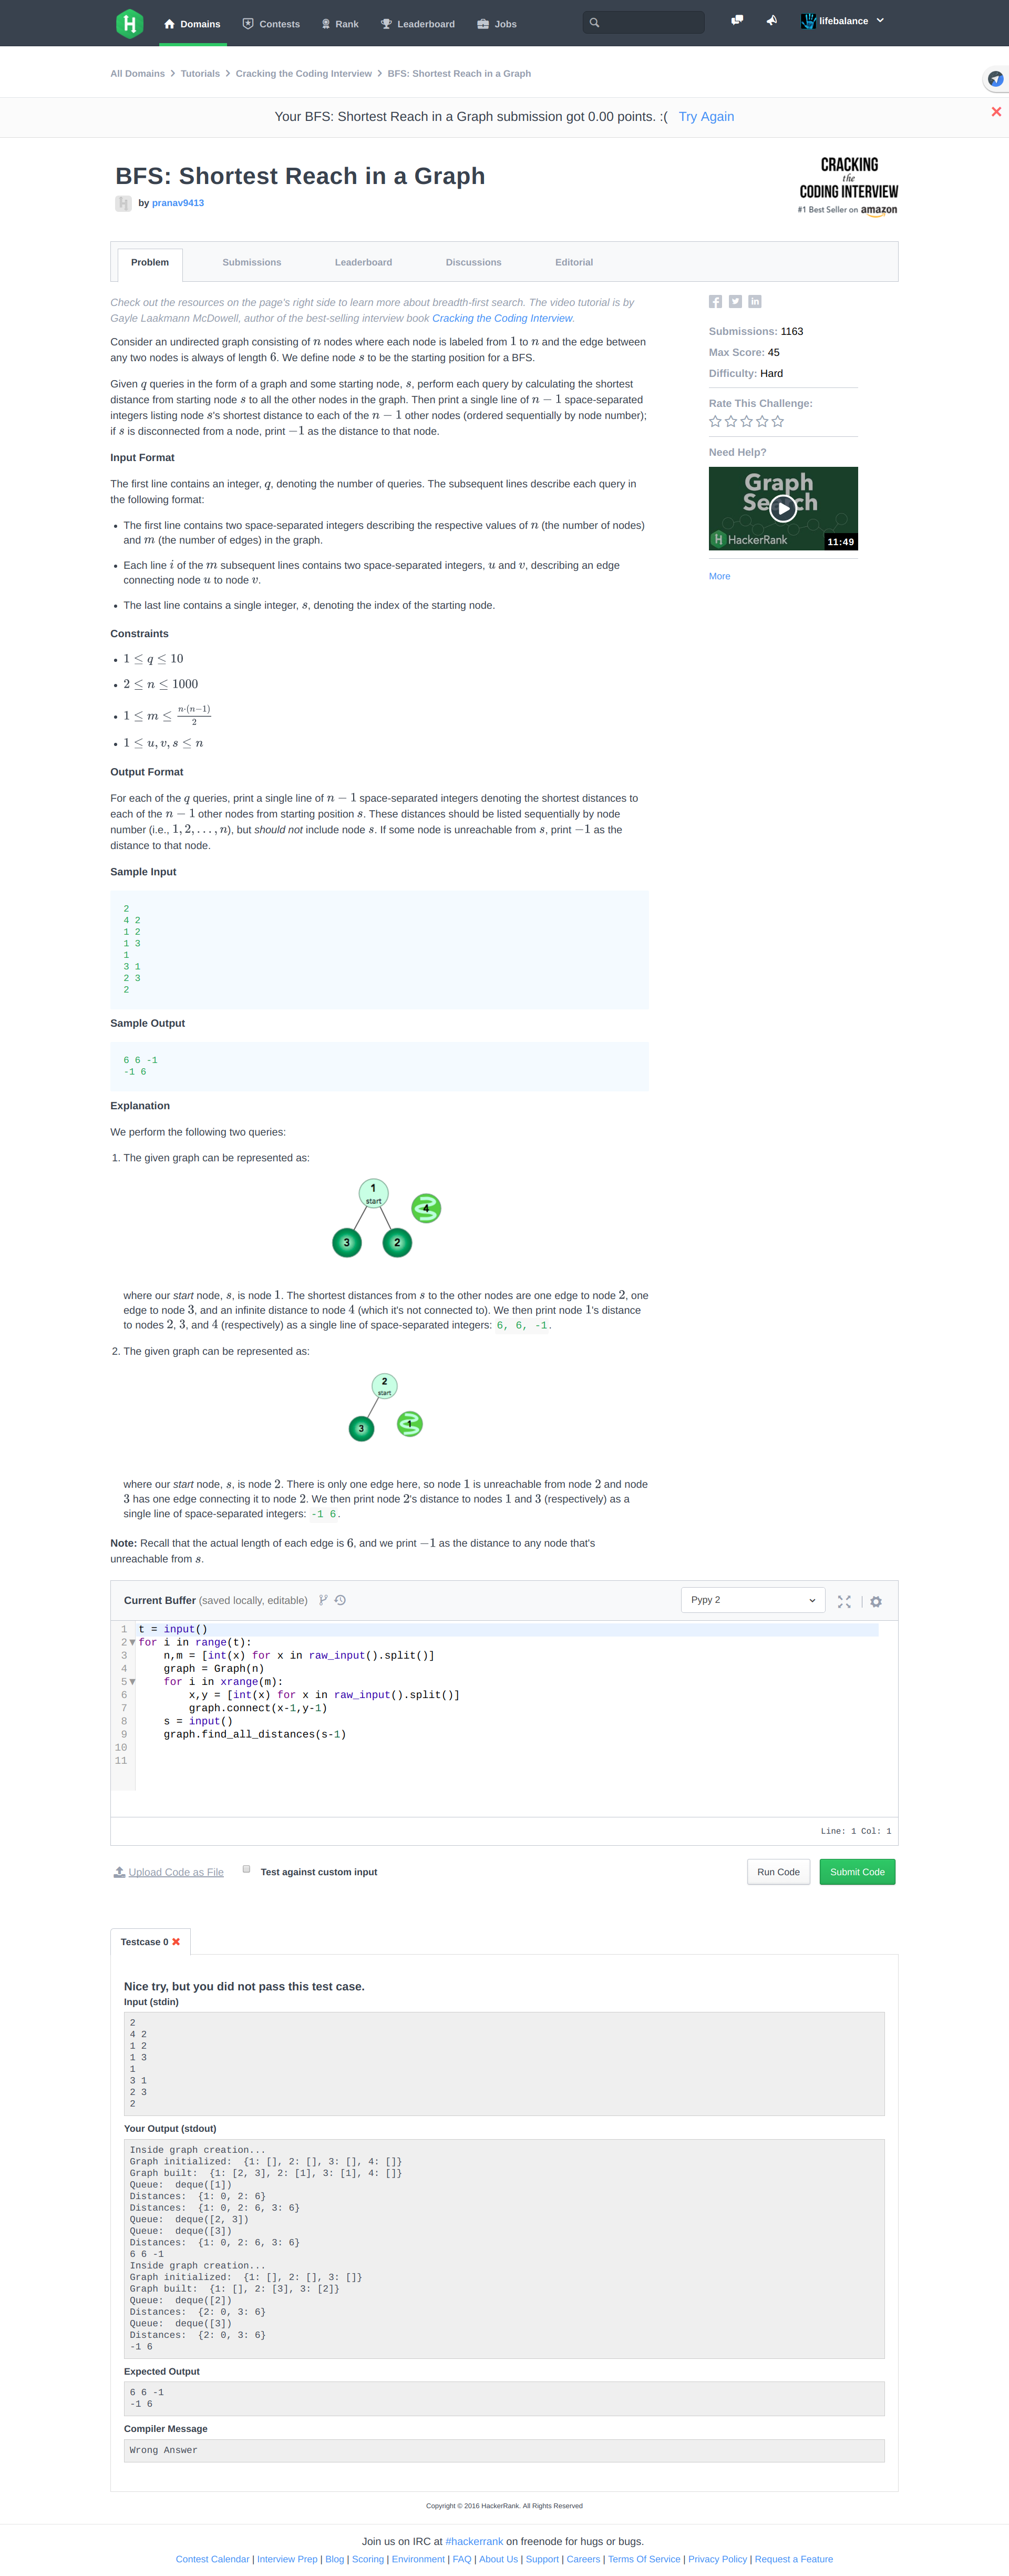 Domains
Contests
Rank
Leaderboard
Jobs
lifebalance
All Domains
Tutorials
Cracking the Coding Interview
BFS: Shortest Reach in a Graph
Your BFS: Shortest Reach in a Graph submission got 0.00 points. :( Try Again
BFS: Shortest Reach in a Graph
by pranav9413
CRACKING
the
CODING INTERVIEW
#1 Best Seller on amazon
Problem
Submissions
Leaderboard
Discussions
Editorial
Check out the resources on the page's right side to learn more about breadth-first search. The video tutorial is by
Gayle Laakmann McDowell, author of the best-selling interview book Cracking the Coding Interview.
Consider an undirected graph consisting of n nodes where each node is labeled from 1 to n and the edge between
any two nodes is always of length 6. We define node s to be the starting position for a BFS.
Given q queries in the form of a graph and some starting node, s, perform each query by calculating the shortest
distance from starting node s to all the other nodes in the graph. Then print a single line of n − 1 space-separated
integers listing node s's shortest distance to each of the n − 1 other nodes (ordered sequentially by node number);
if s is disconnected from a node, print −1 as the distance to that node.
Input Format
The first line contains an integer, q, denoting the number of queries. The subsequent lines describe each query in
the following format:
• The first line contains two space-separated integers describing the respective values of n (the number of nodes)
and m (the number of edges) in the graph.
• Each line i of the m subsequent lines contains two space-separated integers, u and v, describing an edge
connecting node u to node v.
• The last line contains a single integer, s, denoting the index of the starting node.
Constraints
• 1 ≤ q ≤ 10
• 2 ≤ n ≤ 1000
• 1 ≤ m ≤ n·(n−1)/2
• 1 ≤ u, v, s ≤ n
Output Format
For each of the q queries, print a single line of n − 1 space-separated integers denoting the shortest distances to
each of the n − 1 other nodes from starting position s. These distances should be listed sequentially by node
number (i.e., 1, 2, . . . , n), but should not include node s. If some node is unreachable from s, print −1 as the
distance to that node.
Sample Input
2
4 2
1 2
1 3
1
3 1
2 3
2
Sample Output
6 6 -1
-1 6
Explanation
We perform the following two queries:
1. The given graph can be represented as:
1
start
4
3
2
where our start node, s, is node 1. The shortest distances from s to the other nodes are one edge to node 2, one
edge to node 3, and an infinite distance to node 4 (which it's not connected to). We then print node 1's distance
to nodes 2, 3, and 4 (respectively) as a single line of space-separated integers: 6, 6, -1.
2. The given graph can be represented as:
2
start
3
1
where our start node, s, is node 2. There is only one edge here, so node 1 is unreachable from node 2 and node
3 has one edge connecting it to node 2. We then print node 2's distance to nodes 1 and 3 (respectively) as a
single line of space-separated integers: -1 6.
Note: Recall that the actual length of each edge is 6, and we print −1 as the distance to any node that's
unreachable from s.
Submissions: 1163
Max Score: 45
Difficulty: Hard
Rate This Challenge:
Need Help?
Graph
Search
HackerRank
11:49
More
Current Buffer (saved locally, editable)
Pypy 2
1 t = input()
2 for i in range(t):
3     n,m = [int(x) for x in raw_input().split()]
4     graph = Graph(n)
5     for i in xrange(m):
6         x,y = [int(x) for x in raw_input().split()]
7         graph.connect(x-1,y-1)
8     s = input()
9     graph.find_all_distances(s-1)
10
11
Line: 1 Col: 1
Upload Code as File
Test against custom input
Run Code
Submit Code
Testcase 0
Nice try, but you did not pass this test case.
Input (stdin)
2
4 2
1 2
1 3
1
3 1
2 3
2
Your Output (stdout)
Inside graph creation...
Graph initialized:  {1: [], 2: [], 3: [], 4: []}
Graph built:  {1: [2, 3], 2: [1], 3: [1], 4: []}
Queue:  deque([1])
Distances:  {1: 0, 2: 6}
Distances:  {1: 0, 2: 6, 3: 6}
Queue:  deque([2, 3])
Queue:  deque([3])
Distances:  {1: 0, 2: 6, 3: 6}
6 6 -1
Inside graph creation...
Graph initialized:  {1: [], 2: [], 3: []}
Graph built:  {1: [], 2: [3], 3: [2]}
Queue:  deque([2])
Distances:  {2: 0, 3: 6}
Queue:  deque([3])
Distances:  {2: 0, 3: 6}
-1 6
Expected Output
6 6 -1
-1 6
Compiler Message
Wrong Answer
Copyright © 2016 HackerRank. All Rights Reserved
Join us on IRC at #hackerrank on freenode for hugs or bugs.
Contest Calendar | Interview Prep | Blog | Scoring | Environment | FAQ | About Us | Support | Careers | Terms Of Service | Privacy Policy | Request a Feature